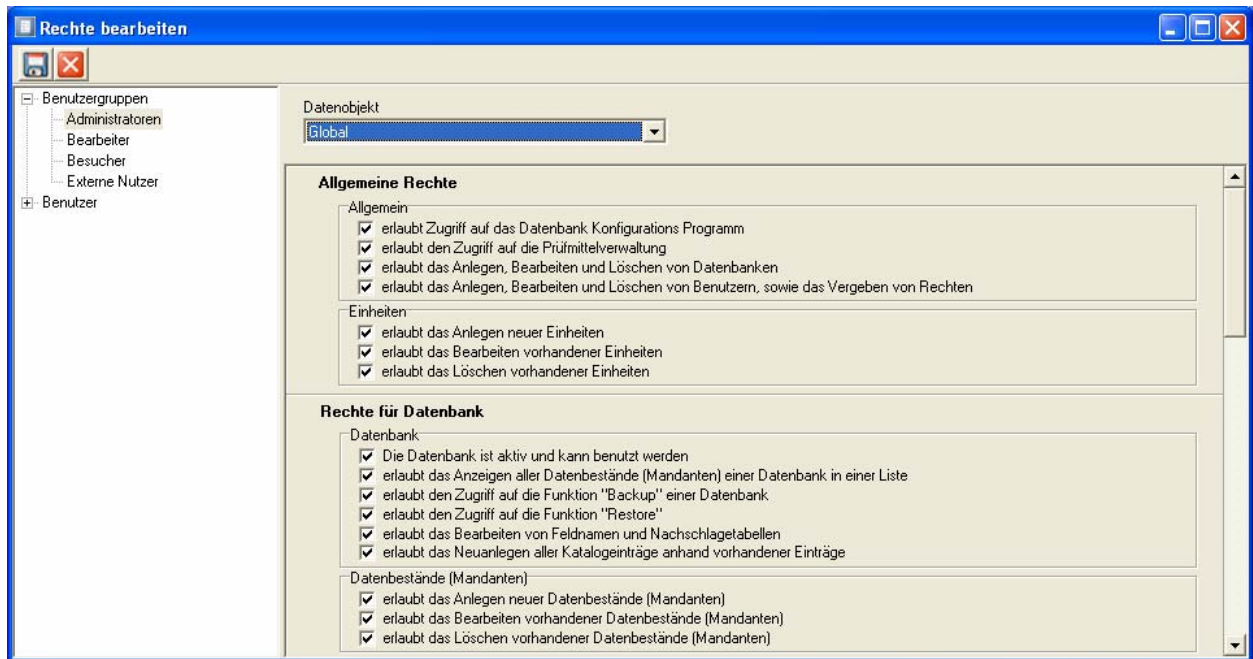 Rechte bearbeiten
Benutzergruppen
Administratoren
Bearbeiter
Besucher
Externe Nutzer
Benutzer
Datenobjekt
Global
Allgemeine Rechte
Allgemein
erlaubt Zugriff auf das Datenbank Konfigurations Programm
erlaubt den Zugriff auf die Prüfmittelverwaltung
erlaubt das Anlegen, Bearbeiten und Löschen von Datenbanken
erlaubt das Anlegen, Bearbeiten und Löschen von Benutzern, sowie das Vergeben von Rechten
Einheiten
erlaubt das Anlegen neuer Einheiten
erlaubt das Bearbeiten vorhandener Einheiten
erlaubt das Löschen vorhandener Einheiten
Rechte für Datenbank
Datenbank
Die Datenbank ist aktiv und kann benutzt werden
erlaubt das Anzeigen aller Datenbestände (Mandanten) einer Datenbank in einer Liste
erlaubt den Zugriff auf die Funktion "Backup" einer Datenbank
erlaubt den Zugriff auf die Funktion "Restore"
erlaubt das Bearbeiten von Feldnamen und Nachschlagetabellen
erlaubt das Neuanlegen aller Katalogeinträge anhand vorhandener Einträge
Datenbestände (Mandanten)
erlaubt das Anlegen neuer Datenbestände (Mandanten)
erlaubt das Bearbeiten vorhandener Datenbestände (Mandanten)
erlaubt das Löschen vorhandener Datenbestände (Mandanten)